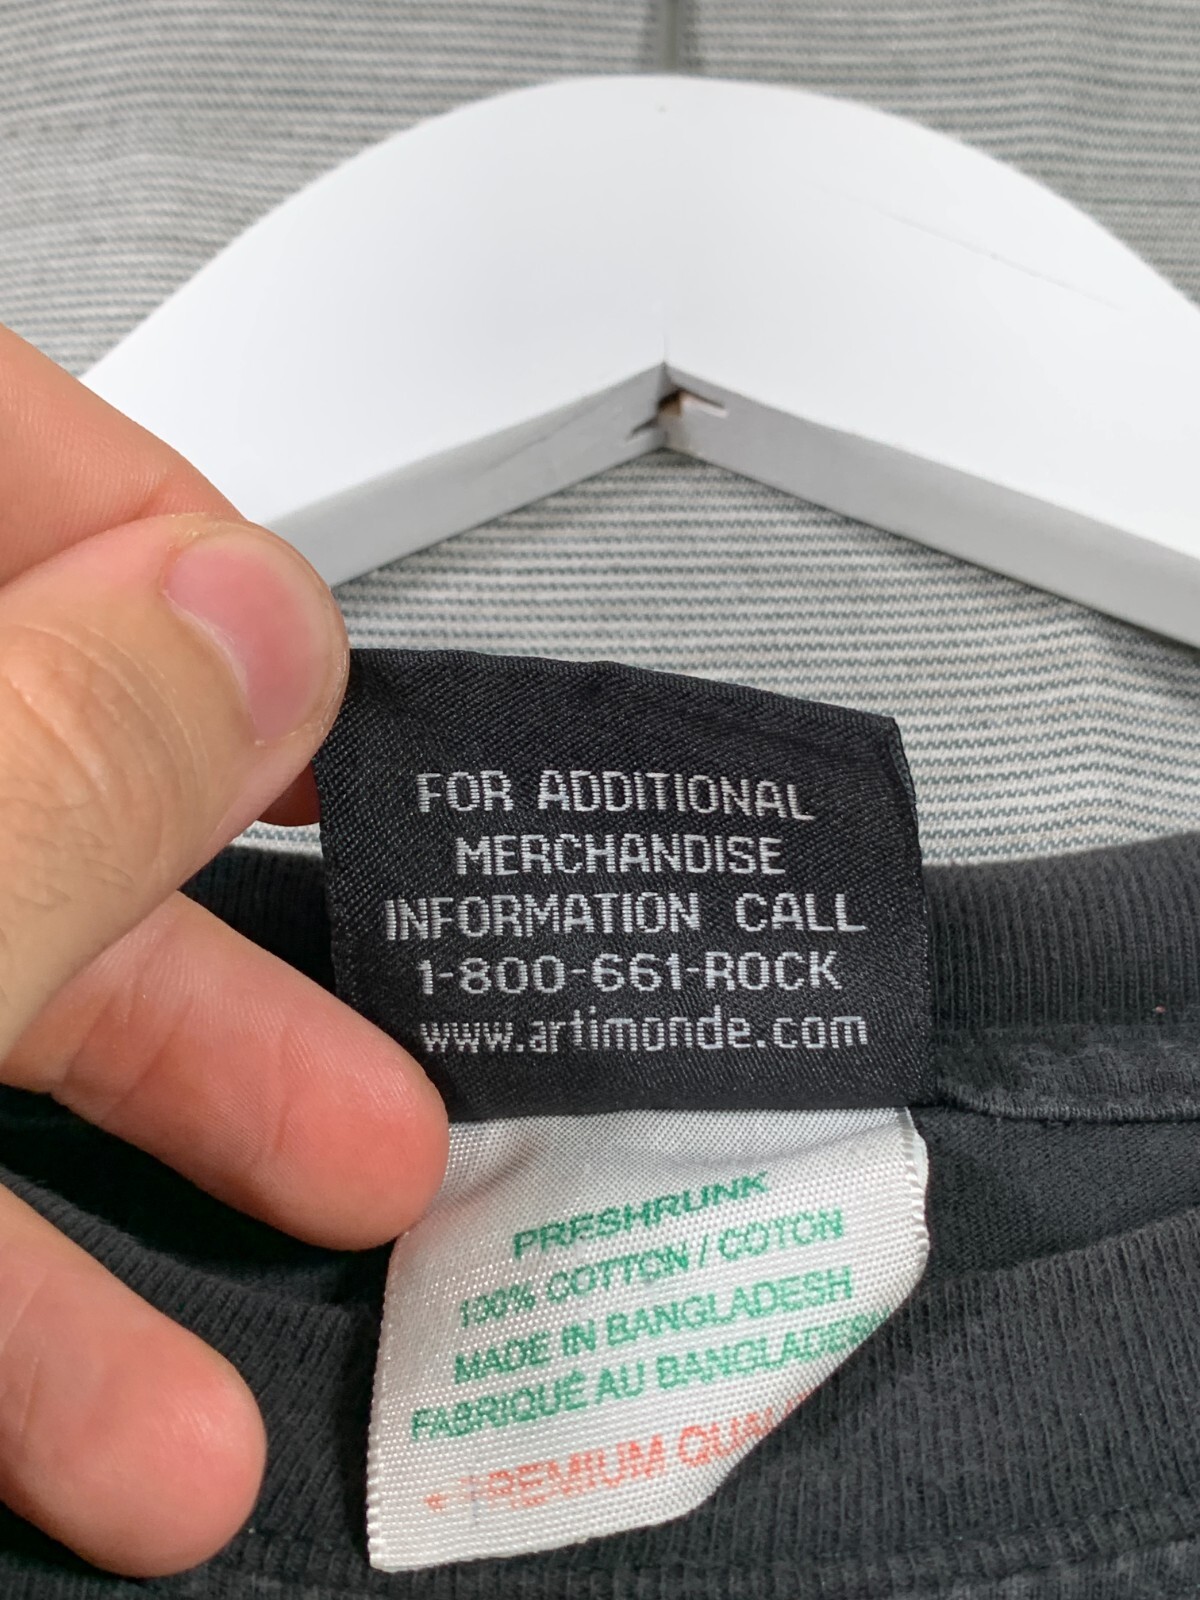 FOR ADDITIONAL
MERCHANDISE
INFORMATION CALL
1-800-661-ROCK
www.artimonde.com
PRESHRUNK
100% COTTON / COTON
MADE IN BANGLADESH
FABRIQUÉ AU BANGLADESH
* PREMIUM